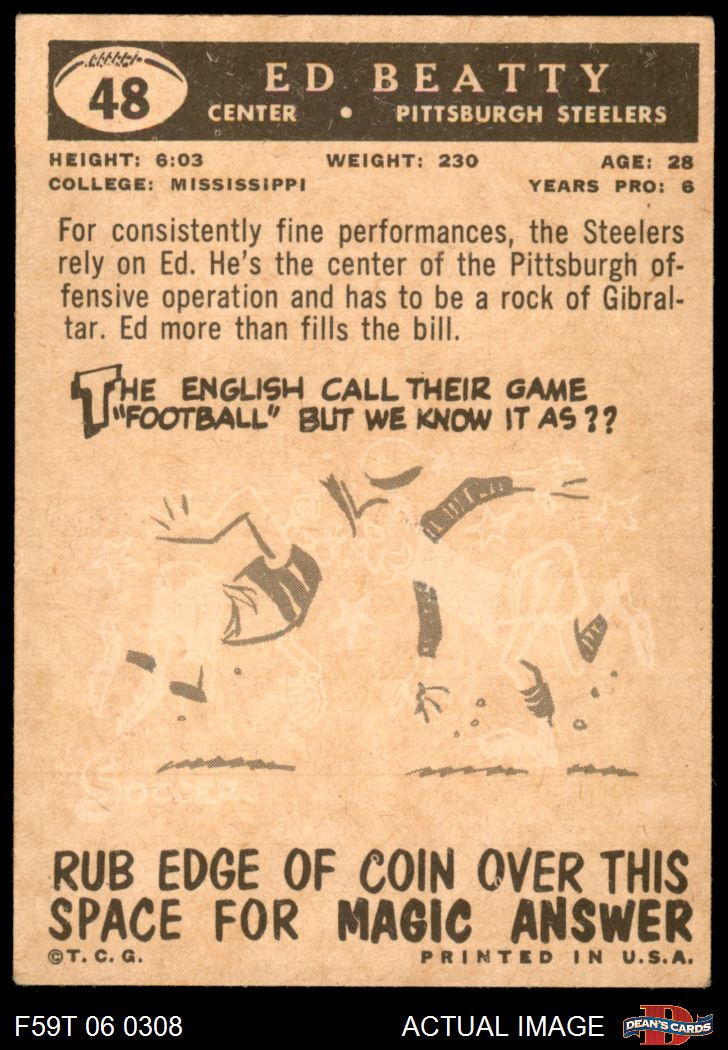 48
ED BEATTY
CENTER • PITTSBURGH STEELERS
HEIGHT: 6:03 WEIGHT: 230 AGE: 28
COLLEGE: MISSISSIPPI YEARS PRO: 6
For consistently fine performances, the Steelers
rely on Ed. He's the center of the Pittsburgh of-
fensive operation and has to be a rock of Gibral-
tar. Ed more than fills the bill.
THE ENGLISH CALL THEIR GAME
"FOOTBALL" BUT WE KNOW IT AS??
SOCCER
RUB EDGE OF COIN OVER THIS
SPACE FOR MAGIC ANSWER
©T.C.G. PRINTED IN U.S.A.
F59T 06 0308 ACTUAL IMAGE
D
DEAN'S CARDS